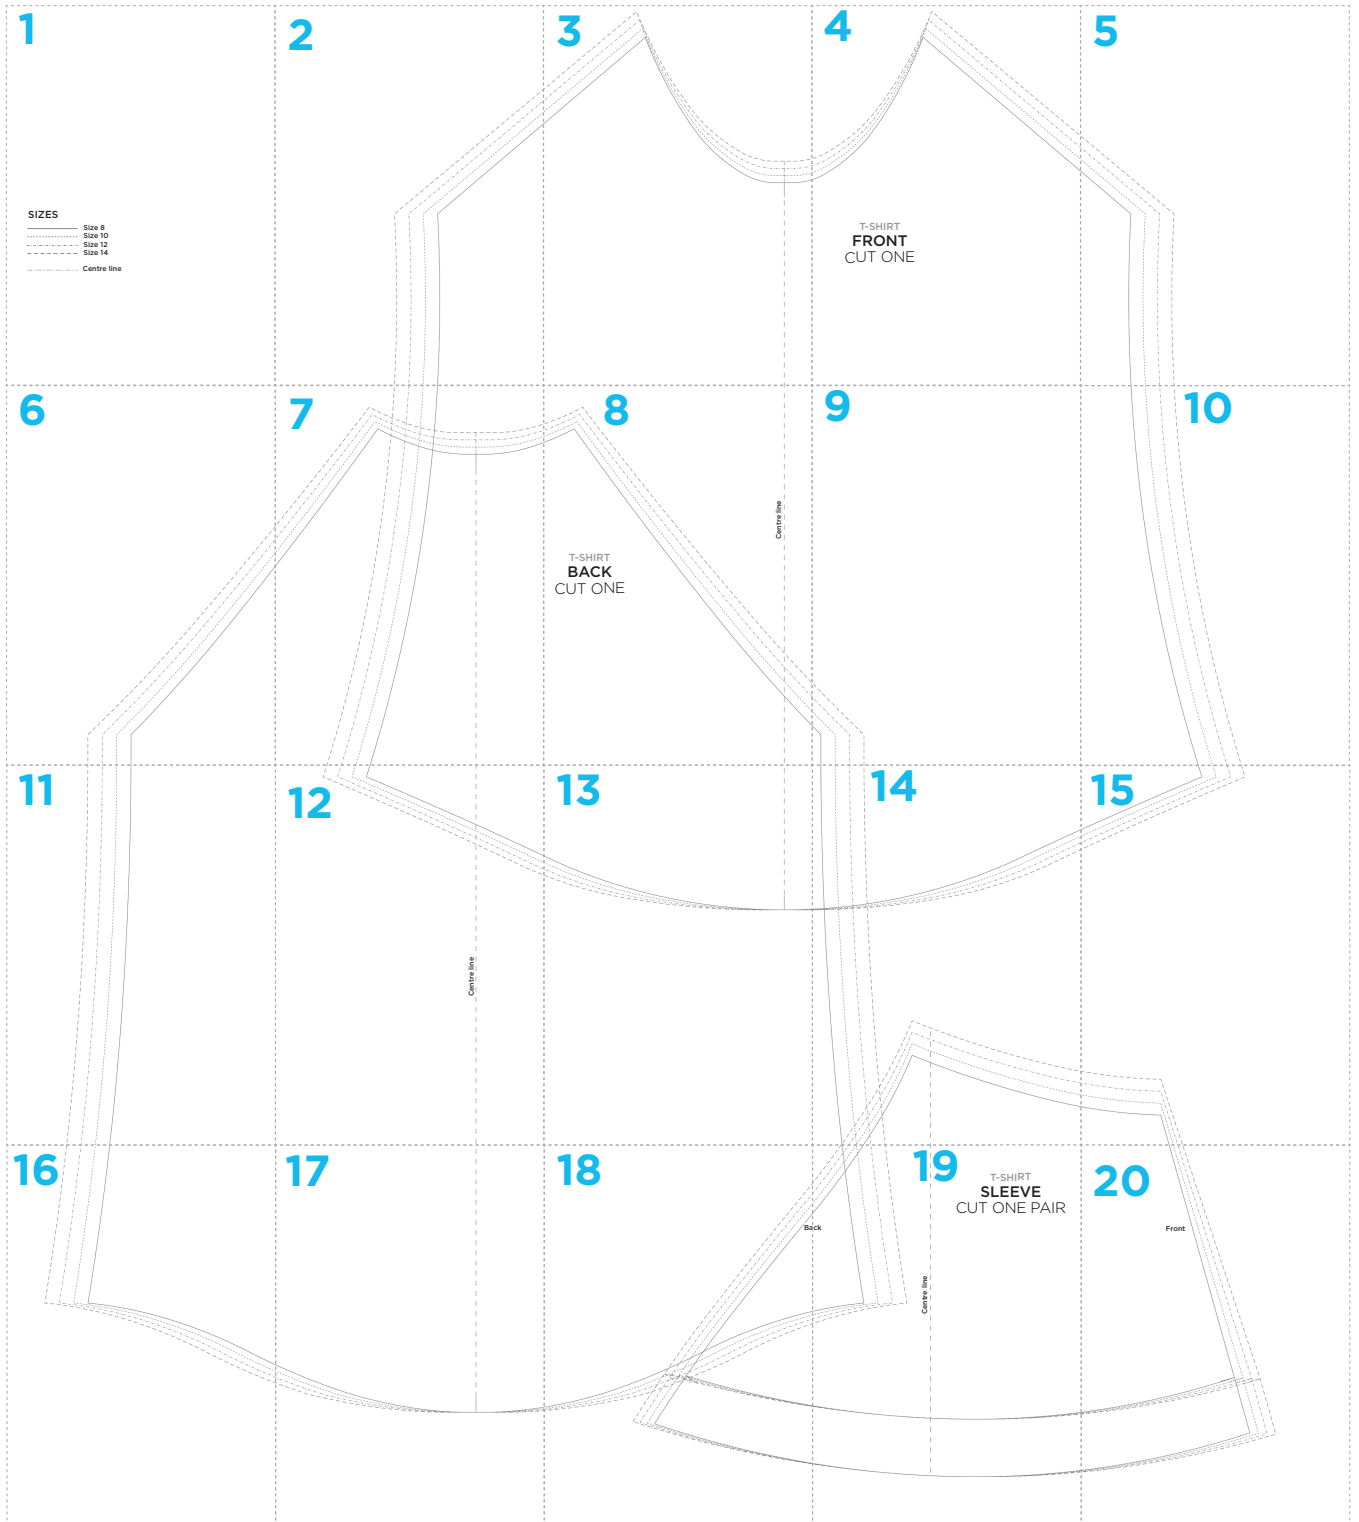 1
2
3
4
5
SIZES
Size 8
Size 10
Size 12
Size 14
Centre line
T-SHIRT
FRONT
CUT ONE
6
7
8
9
10
Centre line
T-SHIRT
BACK
CUT ONE
11
12
13
14
15
Centre line
16
17
18
19
20
T-SHIRT
SLEEVE
CUT ONE PAIR
Back
Front
Centre line